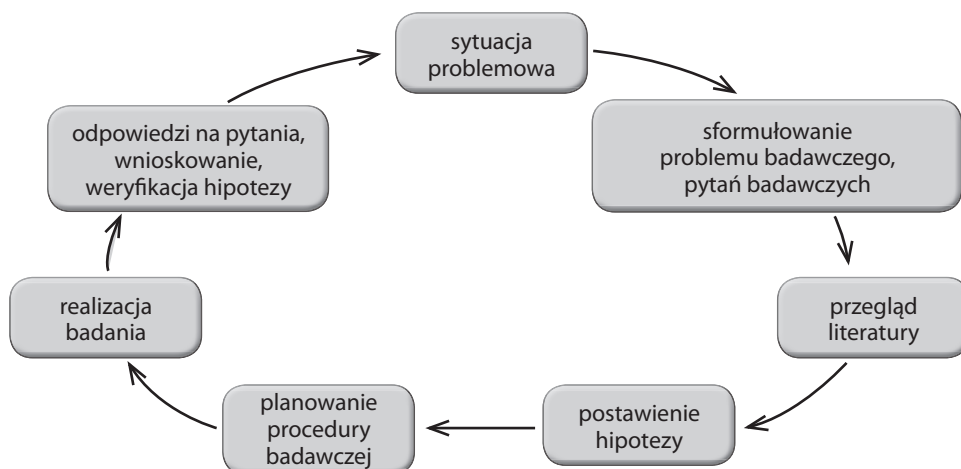 sytuacja
problemowa
sformułowanie
problemu badawczego,
pytań badawczych
przegląd
literatury
postawienie
hipotezy
planowanie
procedury
badawczej
realizacja
badania
odpowiedzi na pytania,
wnioskowanie,
weryfikacja hipotezy